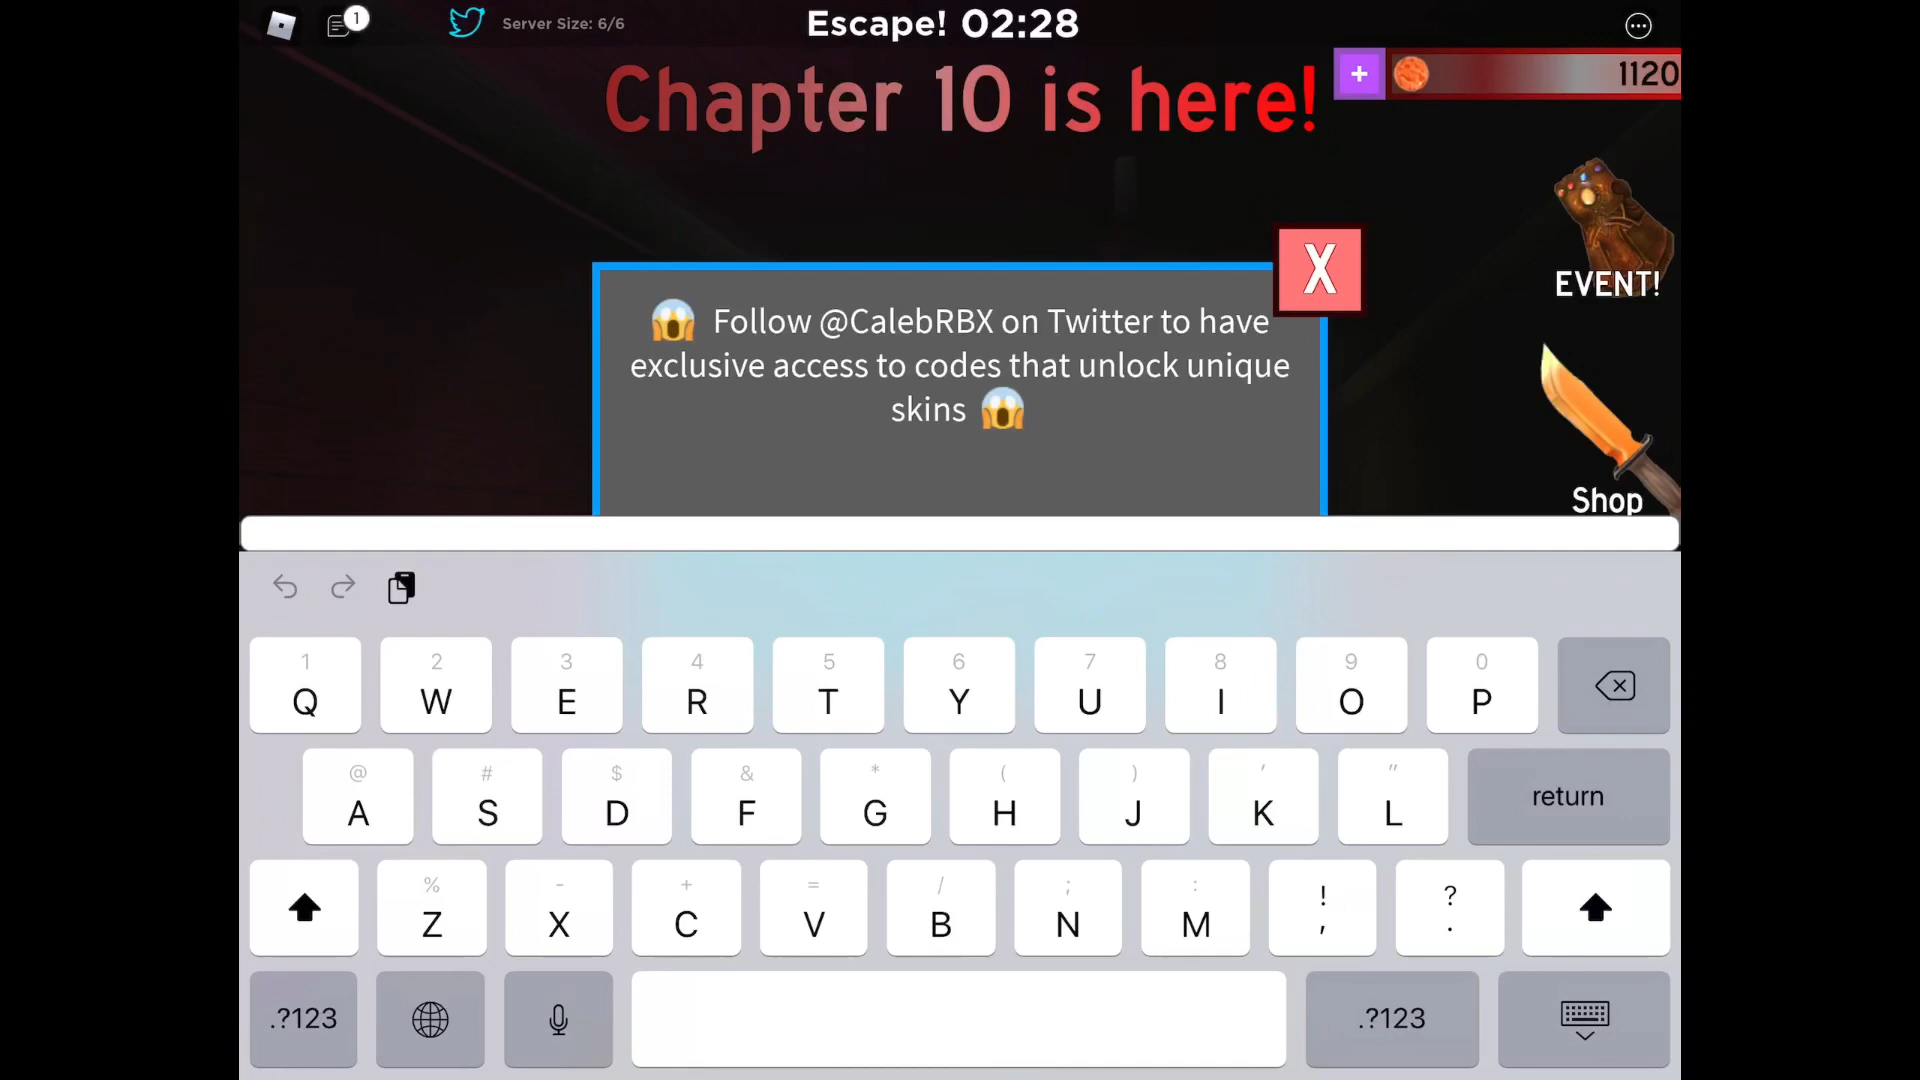 1
Server Size: 6/6
Escape! 02:28
Chapter 10 is here!
+
1120
EVENT!
X
😱 Follow @CalebRBX on Twitter to have
exclusive access to codes that unlock unique
skins 😱
Shop
1 2 3 4 5 6 7 8 9 0
Q W E R T Y U I O P
@ # $ & * ( ) ' "
A S D F G H J K L return
% - + = / ; : ! ?
Z X C V B N M , .
.?123 .?123